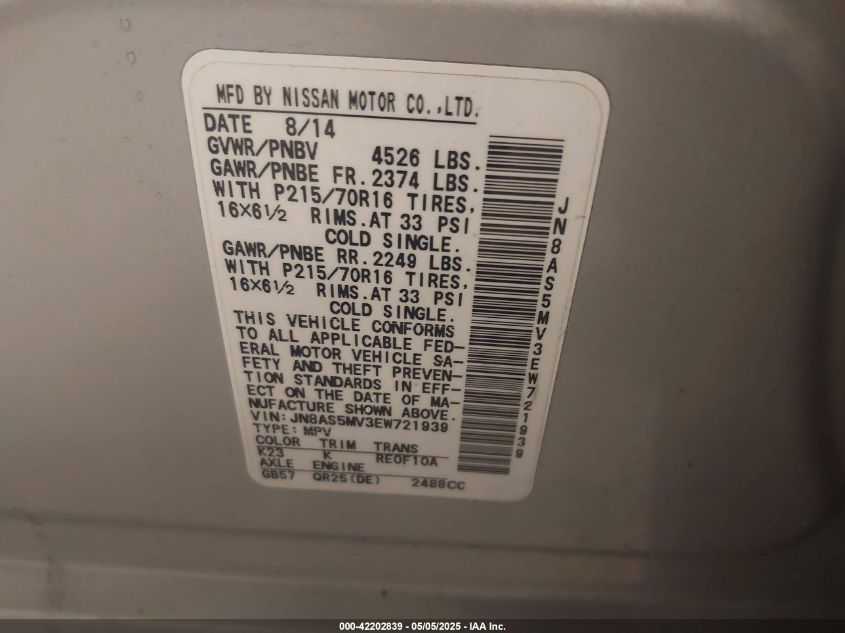 MFD BY NISSAN MOTOR CO.,LTD.
DATE 8/14
GVWR/PNBV 4526 LBS.
GAWR/PNBE FR. 2374 LBS.
WITH P215/70R16 TIRES,
16×6½ RIMS. AT 33 PSI
COLD SINGLE.
GAWR/PNBE RR. 2249 LBS.
WITH P215/70R16 TIRES,
16×6½ RIMS. AT 33 PSI
COLD SINGLE.
THIS VEHICLE CONFORMS
TO ALL APPLICABLE FED-
ERAL MOTOR VEHICLE SA-
FETY AND THEFT PREVEN-
TION STANDARDS IN EFF-
ECT ON THE DATE OF MA-
NUFACTURE SHOWN ABOVE.
VIN: JN8AS5MV3EW721939
TYPE: MPV
COLOR TRIM TRANS
K23 K RE0F10A
AXLE ENGINE
GB57 QR25(DE) 2488CC
JN8AS5MV3EW721939
000-42202839 - 05/05/2025 - IAA Inc.